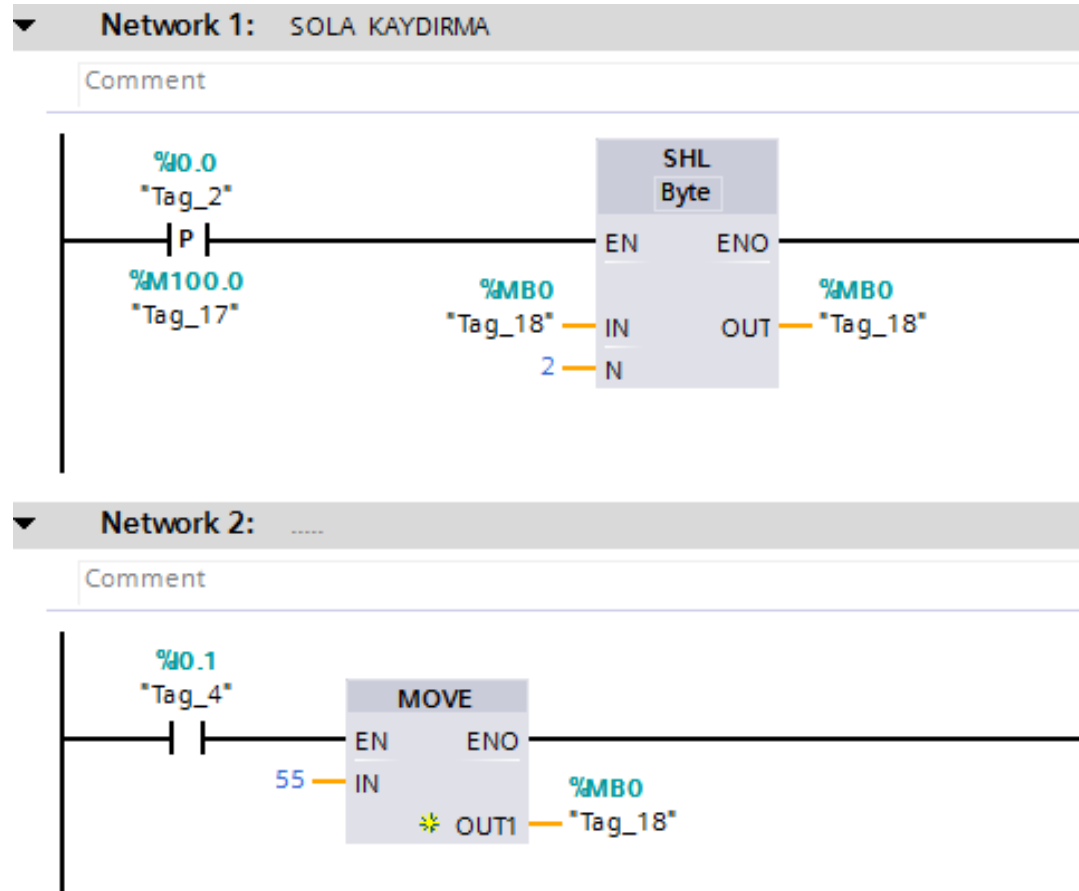 Network 1: SOLA KAYDIRMA
Comment
%I0.0
"Tag_2"
P
%M100.0
"Tag_17"
SHL
Byte
EN ENO
%MB0
"Tag_18"
IN
2
N
OUT
%MB0
"Tag_18"
Network 2: .....
Comment
%I0.1
"Tag_4"
MOVE
EN ENO
55
IN
OUT1
%MB0
"Tag_18"